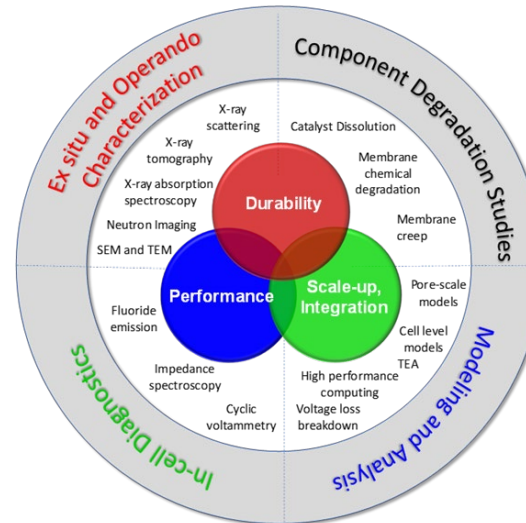 Ex situ and Operando
Characterization
Component Degradation Studies
X-ray
scattering
X-ray
tomography
X-ray absorption
spectroscopy
Neutron Imaging
SEM and TEM
Catalyst Dissolution
Membrane
chemical
degradation
Membrane
creep
Durability
Performance
Scale-up,
Integration
Fluoride
emission
Impedance
spectroscopy
Cyclic
voltammetry
Pore-scale
models
Cell level
models
TEA
High performance
computing
Voltage loss
breakdown
In-cell Diagnostics
Modeling and Analysis